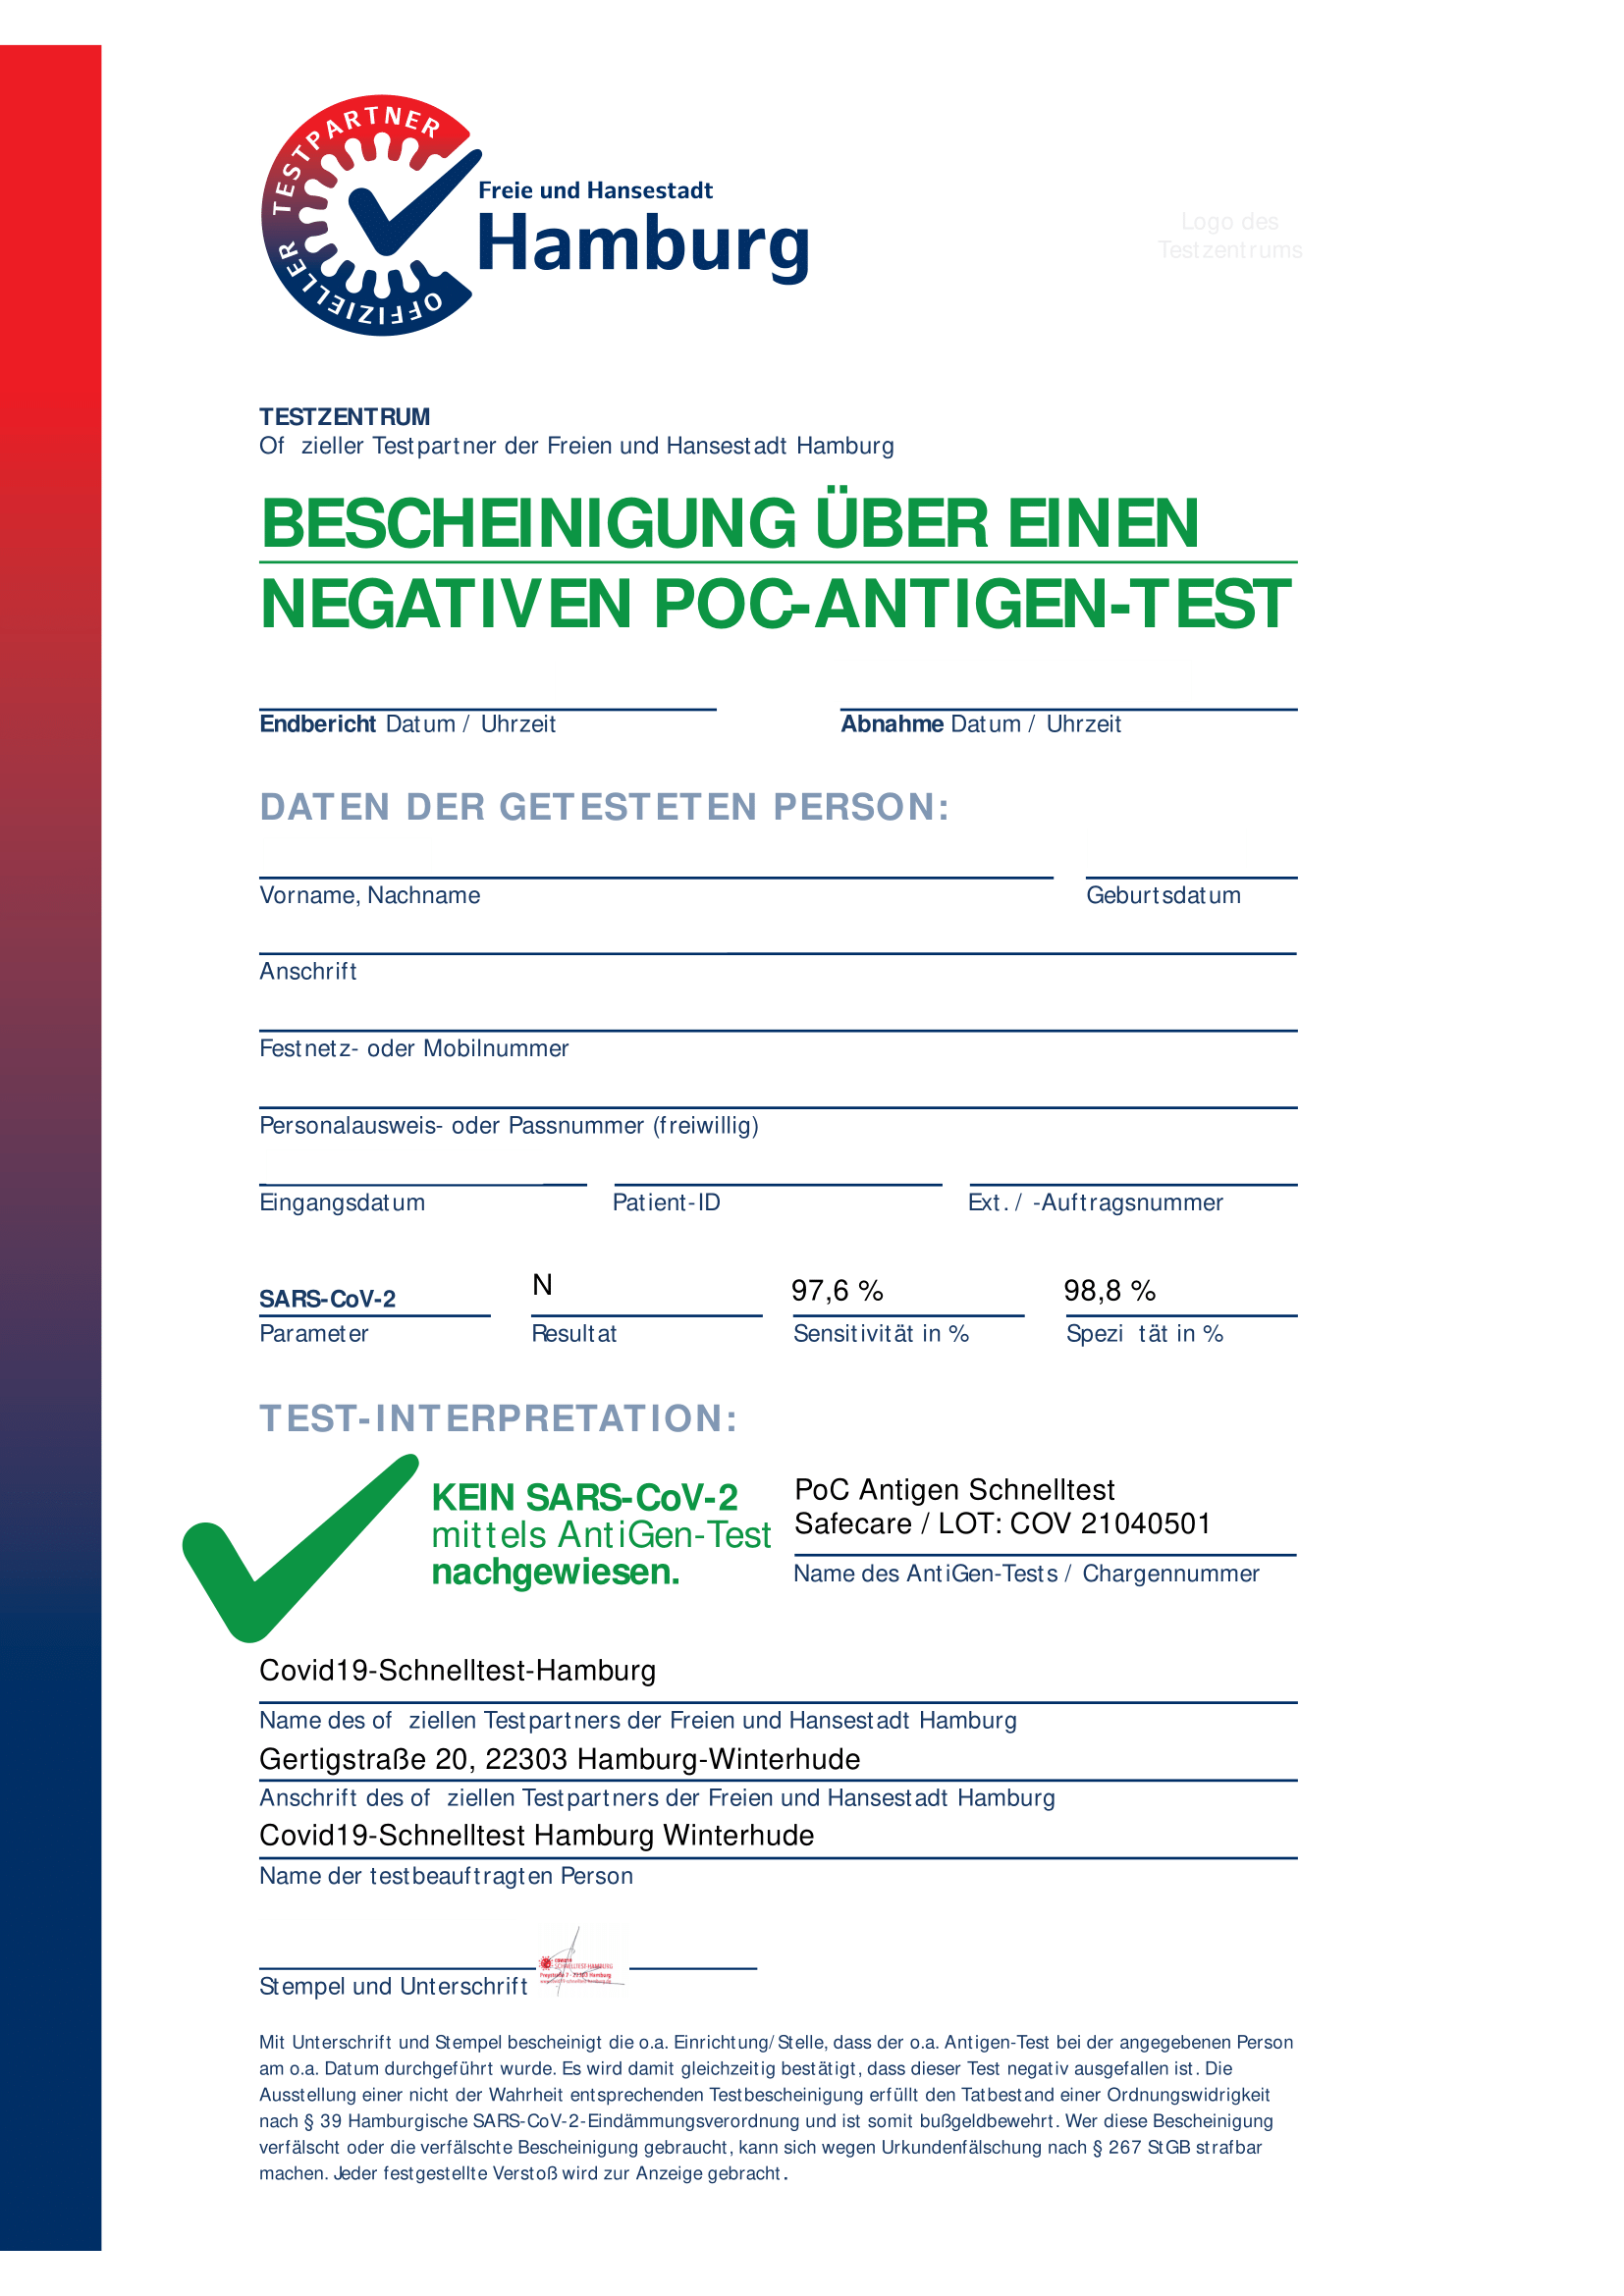 OFFIZIELLER TESTPARTNER
Freie und Hansestadt
Hamburg
Logo des
Testzentrums
TESTZENTRUM
Of zieller Testpartner der Freien und Hansestadt Hamburg
BESCHEINIGUNG ÜBER EINEN
NEGATIVEN POC-ANTIGEN-TEST
Endbericht Datum / Uhrzeit Abnahme Datum / Uhrzeit
DATEN DER GETESTETEN PERSON:
Vorname, Nachname Geburtsdatum
Anschrift
Festnetz- oder Mobilnummer
Personalausweis- oder Passnummer (freiwillig)
Eingangsdatum Patient-ID Ext. / -Auftragsnummer
SARS-CoV-2 N 97,6 % 98,8 %
Parameter Resultat Sensitivität in % Spezi tät in %
TEST-INTERPRETATION:
KEIN SARS-CoV-2
mittels AntiGen-Test
nachgewiesen.
PoC Antigen Schnelltest
Safecare / LOT: COV 21040501
Name des AntiGen-Tests / Chargennummer
Covid19-Schnelltest-Hamburg
Name des of ziellen Testpartners der Freien und Hansestadt Hamburg
Gertigstraße 20, 22303 Hamburg-Winterhude
Anschrift des of ziellen Testpartners der Freien und Hansestadt Hamburg
Covid19-Schnelltest Hamburg Winterhude
Name der testbeauftragten Person
SCHNELLTEST-HAMBURG
Stempel und Unterschrift
Mit Unterschrift und Stempel bescheinigt die o.a. Einrichtung/Stelle, dass der o.a. Antigen-Test bei der angegebenen Person
am o.a. Datum durchgeführt wurde. Es wird damit gleichzeitig bestätigt, dass dieser Test negativ ausgefallen ist. Die
Ausstellung einer nicht der Wahrheit entsprechenden Testbescheinigung erfüllt den Tatbestand einer Ordnungswidrigkeit
nach § 39 Hamburgische SARS-CoV-2-Eindämmungsverordnung und ist somit bußgeldbewehrt. Wer diese Bescheinigung
verfälscht oder die verfälschte Bescheinigung gebraucht, kann sich wegen Urkundenfälschung nach § 267 StGB strafbar
machen. Jeder festgestellte Verstoß wird zur Anzeige gebracht.